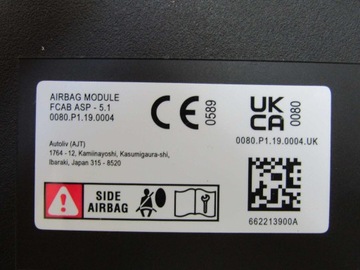 AIRBAG MODULE
FCAB ASP - 5.1
0080.P1.19.0004
CE 0589
UK
CA 0080
0080.P1.19.0004.UK
Autoliv (AJT)
1764 - 12, Kamiinayoshi, Kasumigaura-shi,
Ibaraki, Japan 315 - 8520
SIDE
AIRBAG
662213900A